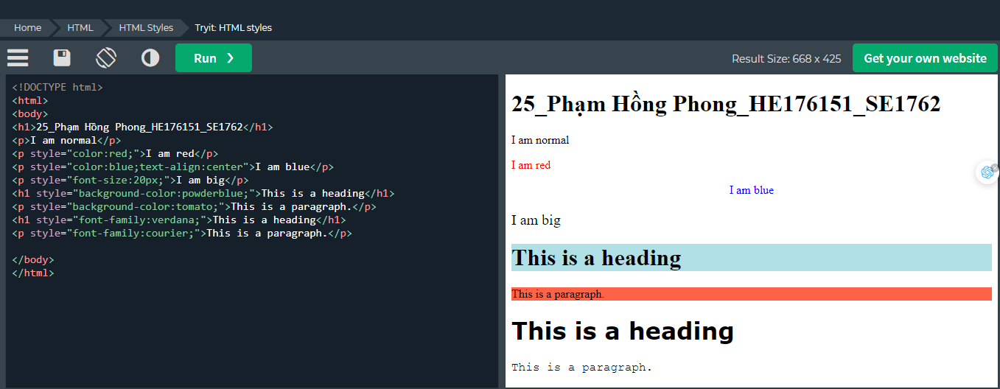 Home HTML HTML Styles Tryit: HTML styles
Run ❯ Result Size: 668 x 425 Get your own website
<!DOCTYPE html>
<html>
<body>
<h1>25_Phạm Hồng Phong_HE176151_SE1762</h1>
<p>I am normal</p>
<p style="color:red;">I am red</p>
<p style="color:blue;text-align:center">I am blue</p>
<p style="font-size:20px;">I am big</p>
<h1 style="background-color:powderblue;">This is a heading</h1>
<p style="background-color:tomato;">This is a paragraph.</p>
<h1 style="font-family:verdana;">This is a heading</h1>
<p style="font-family:courier;">This is a paragraph.</p>
</body>
</html>
25_Phạm Hồng Phong_HE176151_SE1762
I am normal
I am red
I am blue
I am big
This is a heading
This is a paragraph.
This is a heading
This is a paragraph.